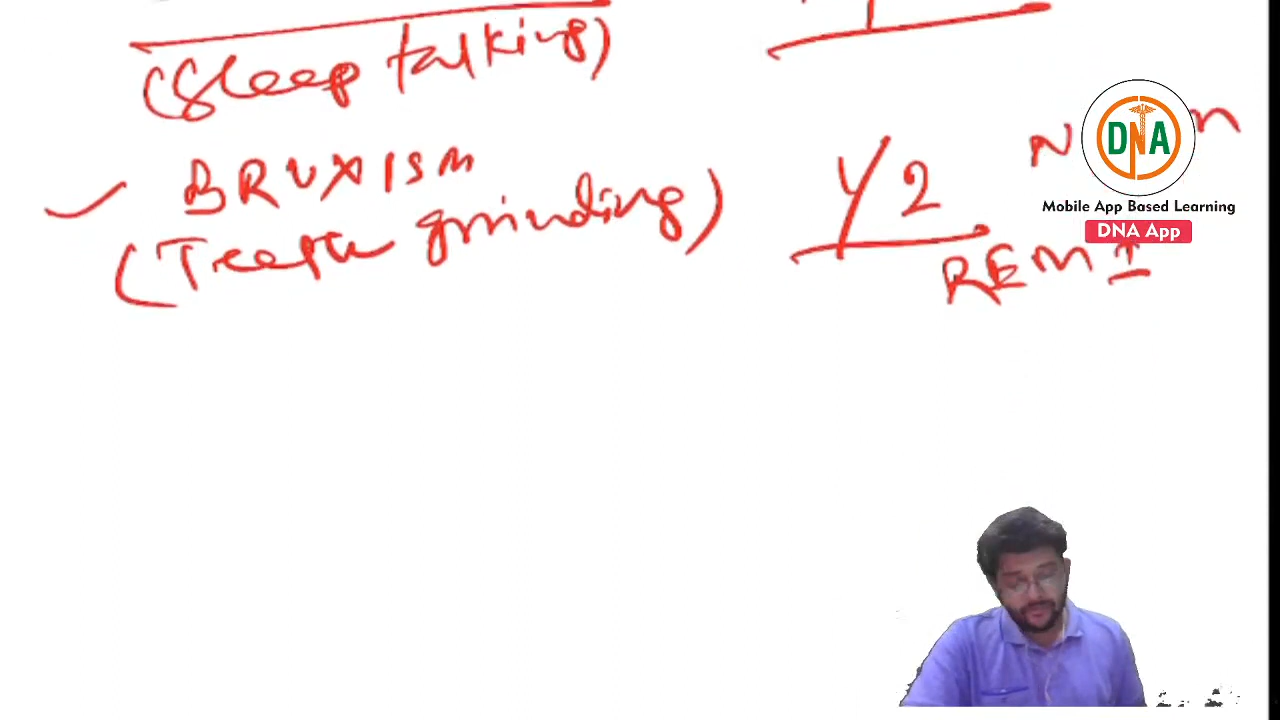 (Sleep talking)
BRUXISM
(Teeth grinding)
1/2
REM I
DNA
Mobile App Based Learning
DNA App